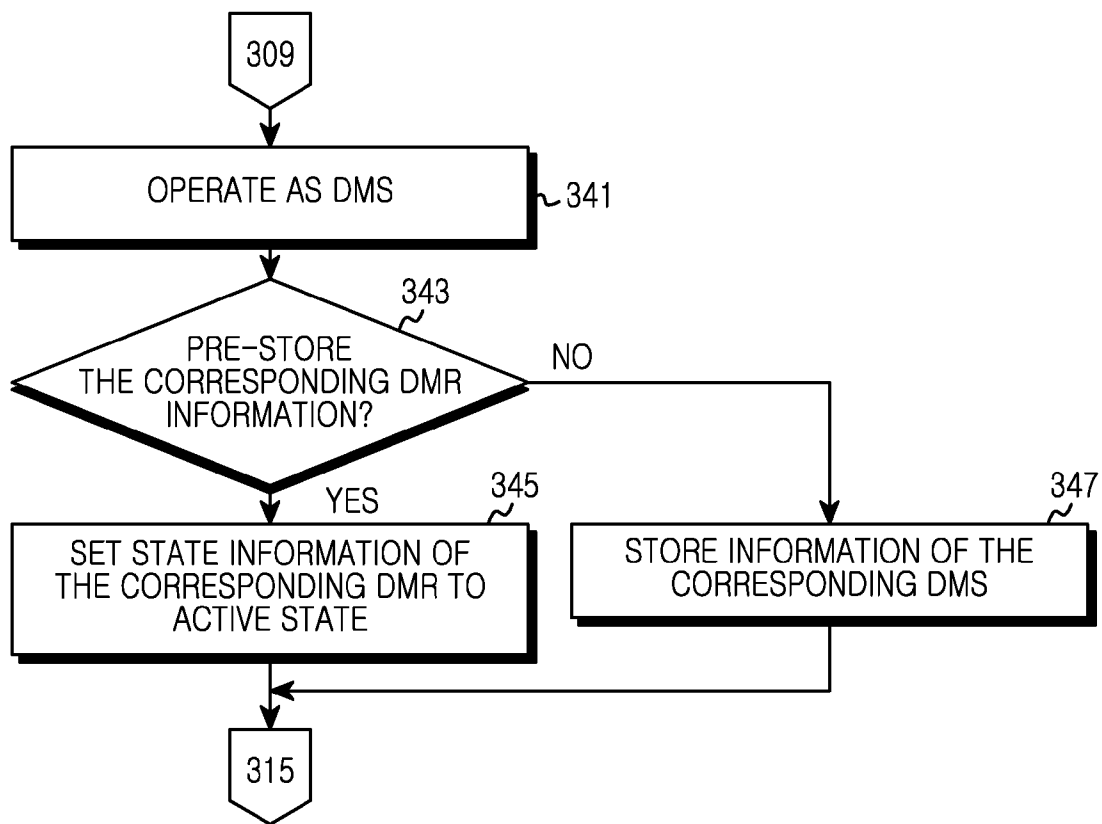 309
OPERATE AS DMS
341
343
PRE-STORE
THE CORRESPONDING DMR
INFORMATION?
NO
YES
345
SET STATE INFORMATION OF
THE CORRESPONDING DMR TO
ACTIVE STATE
347
STORE INFORMATION OF THE
CORRESPONDING DMS
315